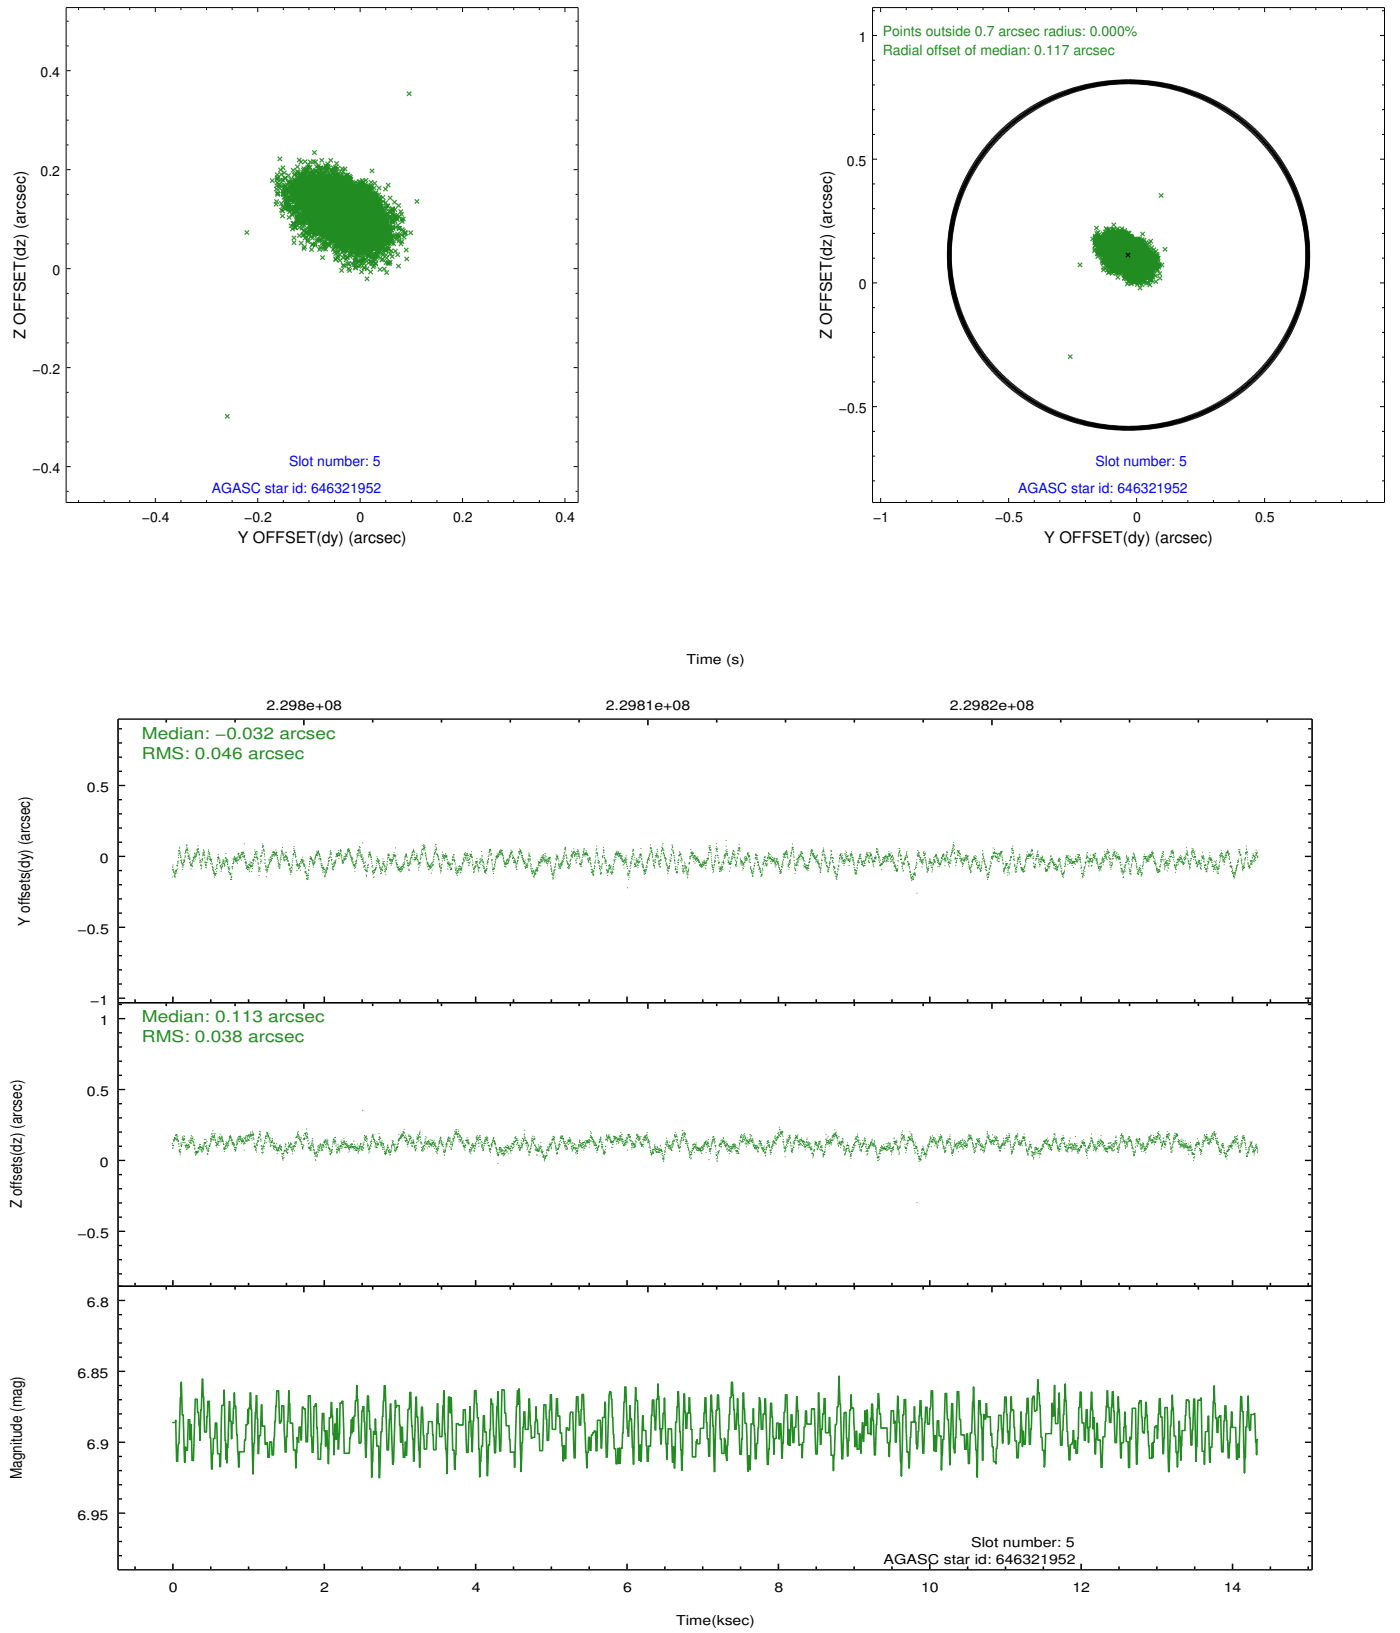 0.4
0.2
0
−0.2
−0.4
Z OFFSET(dz) (arcsec)
Slot number: 5
AGASC star id: 646321952
−0.4 −0.2 0 0.2 0.4
Y OFFSET(dy) (arcsec)
Points outside 0.7 arcsec radius: 0.000%
Radial offset of median: 0.117 arcsec
1
0.5
0
−0.5
Z OFFSET(dz) (arcsec)
Slot number: 5
AGASC star id: 646321952
−1 −0.5 0 0.5
Y OFFSET(dy) (arcsec)
Time (s)
2.298e+08 2.2981e+08 2.2982e+08
Median: −0.032 arcsec
RMS: 0.046 arcsec
0.5
0
−0.5
−1
Y offsets(dy) (arcsec)
Median: 0.113 arcsec
RMS: 0.038 arcsec
1
0.5
0
−0.5
Z offsets(dz) (arcsec)
6.8
6.85
6.9
6.95
Magnitude (mag)
Slot number: 5
AGASC star id: 646321952
0 2 4 6 8 10 12 14
Time(ksec)